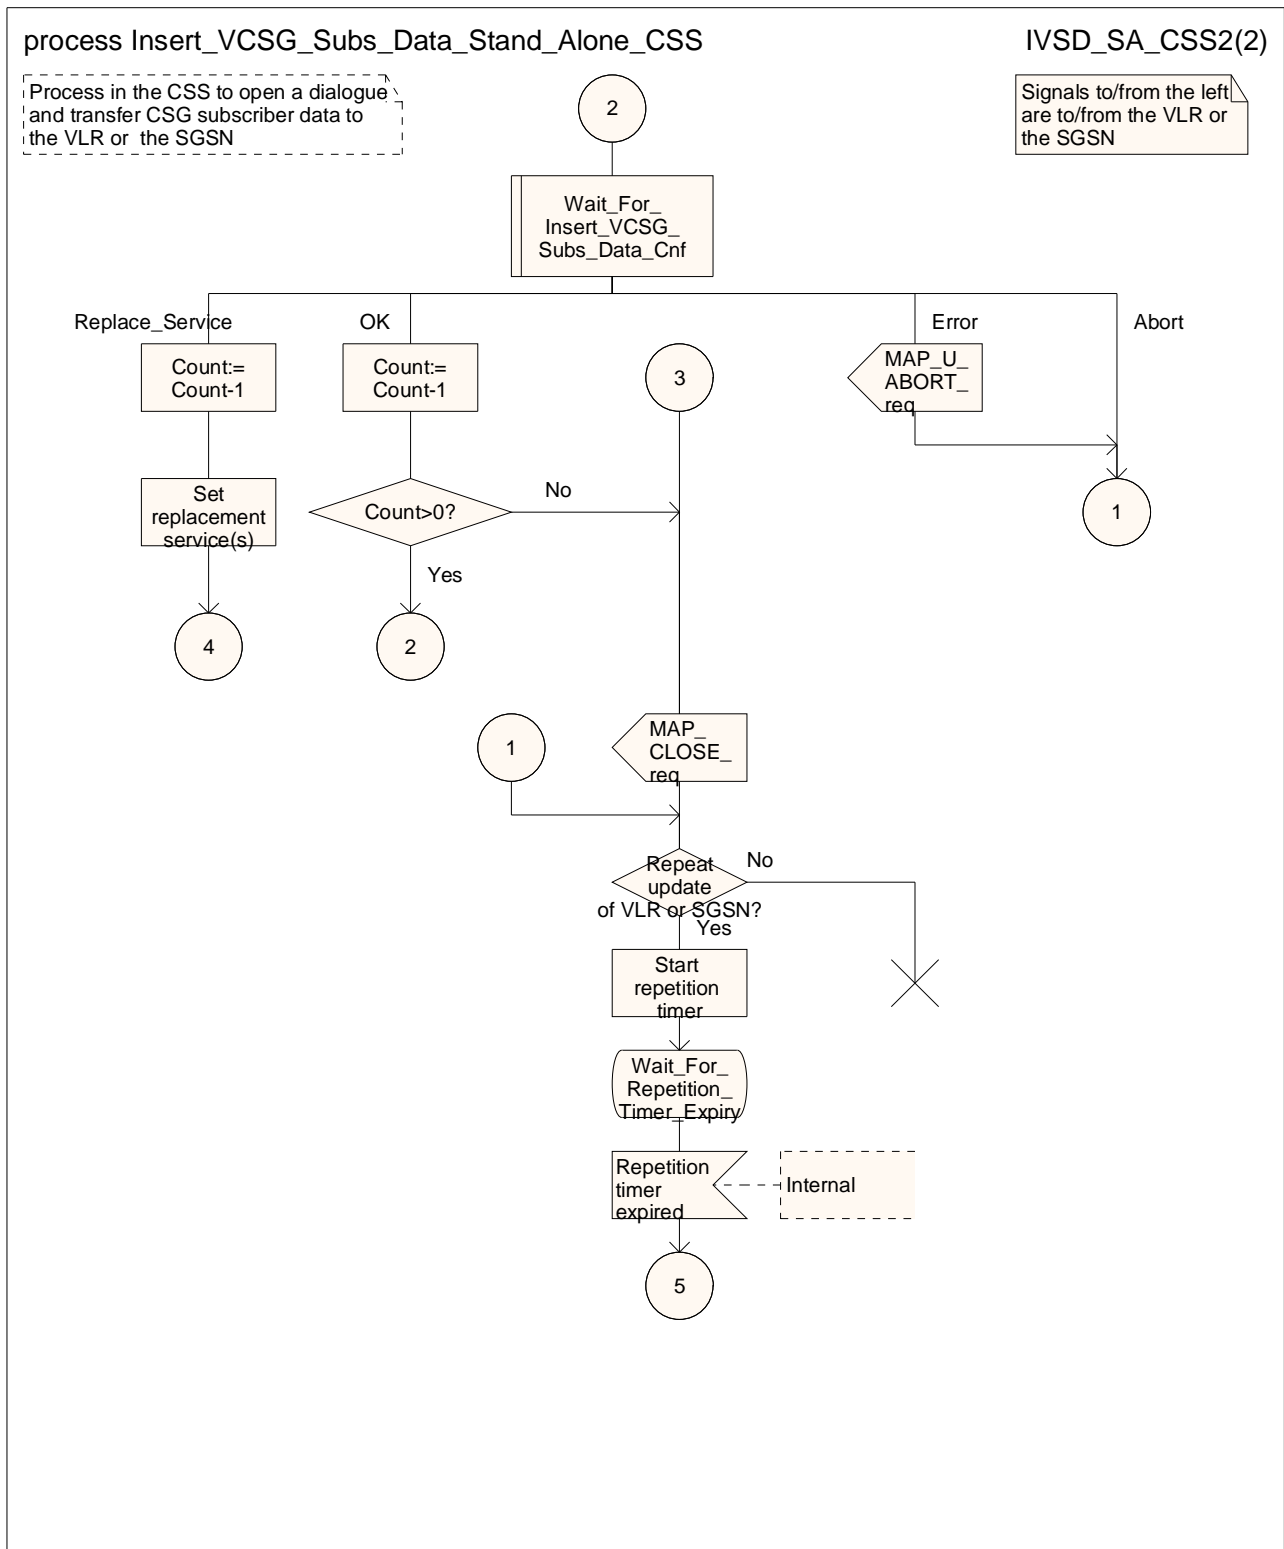 process Insert_VCSG_Subs_Data_Stand_Alone_CSS
IVSD_SA_CSS2(2)
Process in the CSS to open a dialogue
and transfer CSG subscriber data to
the VLR or the SGSN
2
Signals to/from the left
are to/from the VLR or
the SGSN
Wait_For_
Insert_VCSG_
Subs_Data_Cnf
Replace_Service
OK
Error
Abort
Count:=
Count-1
Count:=
Count-1
3
MAP_U_
ABORT_
req
Set
replacement
service(s)
Count>0?
No
1
Yes
4
2
1
MAP_
CLOSE_
req
Repeat
update
of VLR or SGSN?
No
Yes
Start
repetition
timer
Wait_For_
Repetition_
Timer_Expiry
Repetition
timer
expired
Internal
5